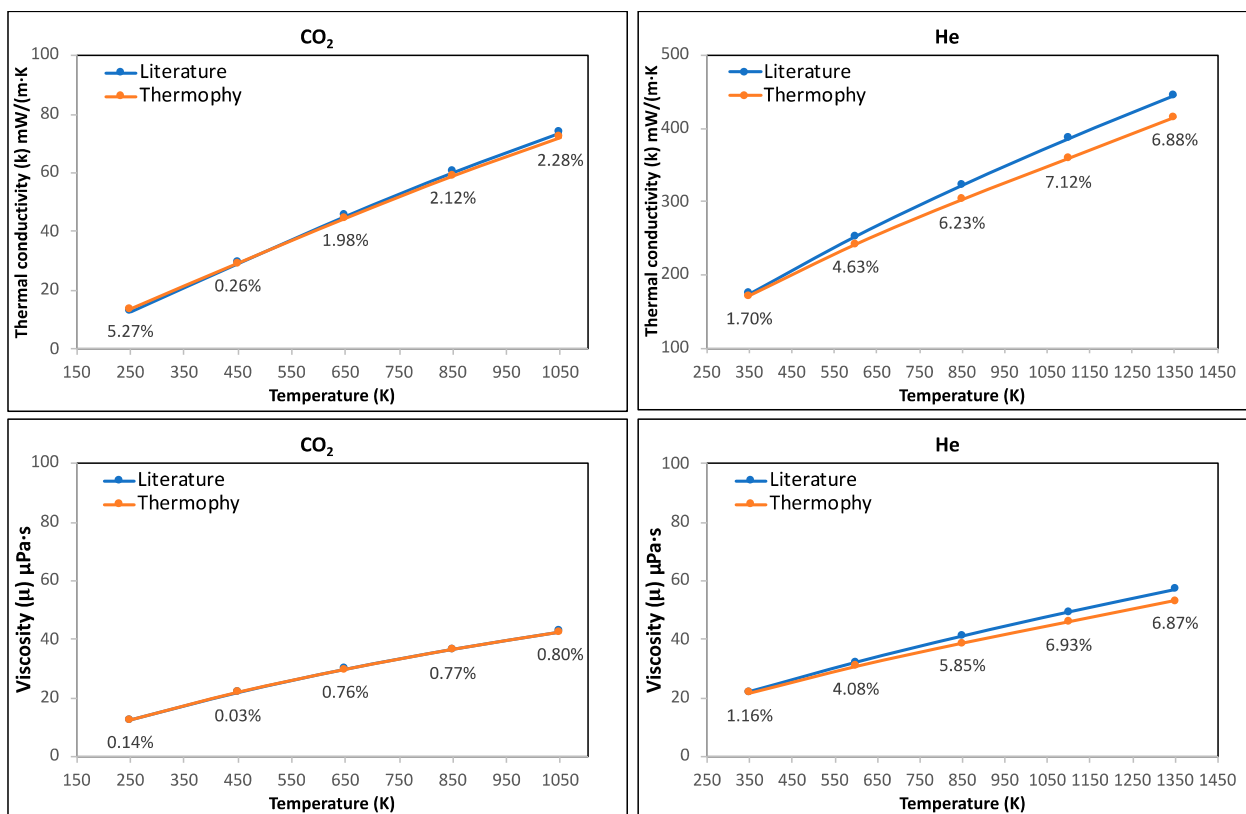 CO2
Thermal conductivity (k) mW/(m·K
100
80
60
40
20
0
Literature
Thermophy
5.27%
0.26%
1.98%
2.12%
2.28%
150 250 350 450 550 650 750 850 950 1050
Temperature (K)
He
Thermal conductivity (k) mW/(m·K
500
400
300
200
100
Literature
Thermophy
1.70%
4.63%
6.23%
7.12%
6.88%
250 350 450 550 650 750 850 950 1050 1150 1250 1350 1450
Temperature (K)
CO2
Viscosity (μ) μPa·s
100
80
60
40
20
0
Literature
Thermophy
0.14%
0.03%
0.76%
0.77%
0.80%
150 250 350 450 550 650 750 850 950 1050
Temperature (K)
He
Viscosity (μ) μPa·s
100
80
60
40
20
0
Literature
Thermophy
1.16%
4.08%
5.85%
6.93%
6.87%
250 350 450 550 650 750 850 950 1050 1150 1250 1350 1450
Temperature (K)